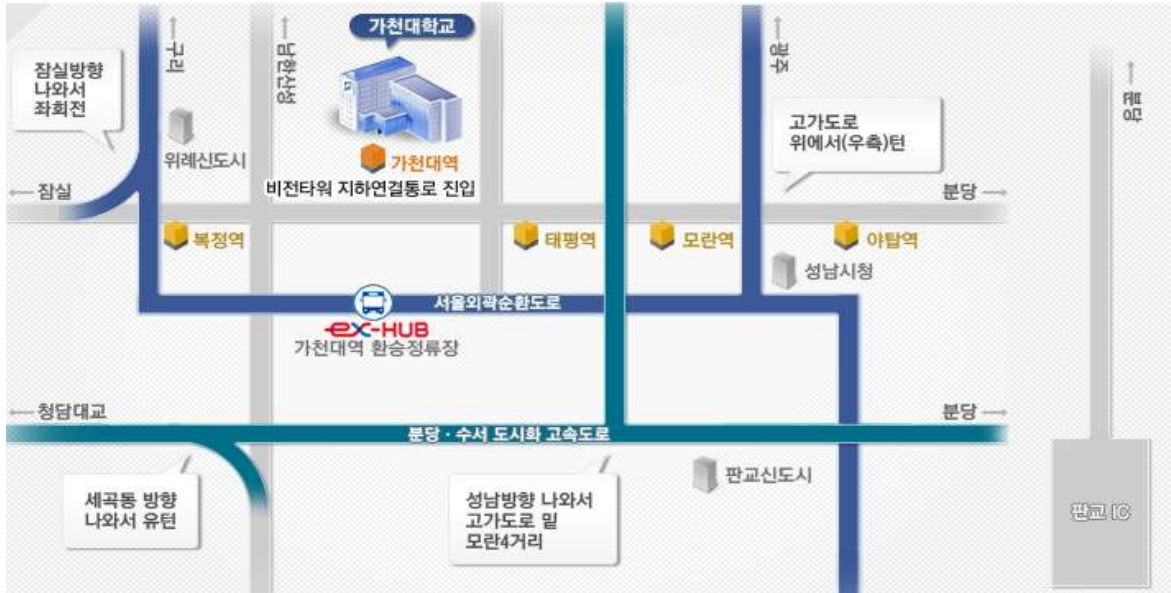 가천대학교
구리
남한산성
광주
분당
잠실방향
나와서
좌회전
고가도로
위에서(우측)턴
위례신도시
가천대역
비전타워 지하연결통로 진입
잠실
분당
복정역
태평역
모란역
야탑역
성남시청
서울외곽순환도로
ex-HUB
가천대역 환승정류장
청담대교
분당
분당·수서 도시화 고속도로
세곡동 방향
나와서 유턴
성남방향 나와서
고가도로 밑
모란4거리
판교신도시
판교 IC